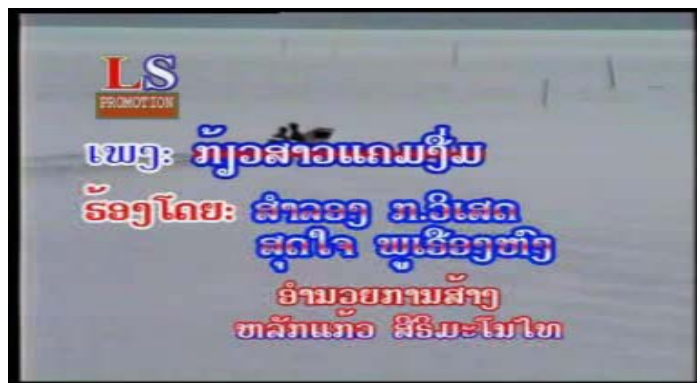 LS
PROMOTION
ເພງ: ກ້ຽວສາວແຄມງື່ມ
ຮ້ອງໂດຍ: ສຳລອງ ກ.ວິເສດ
ສຸດໃຈ ພູເຮືອງຫົງ
ອຳນວຍການສ້າງ
ຫລັກແກ້ວ ສີຣິມະໂນໄທ